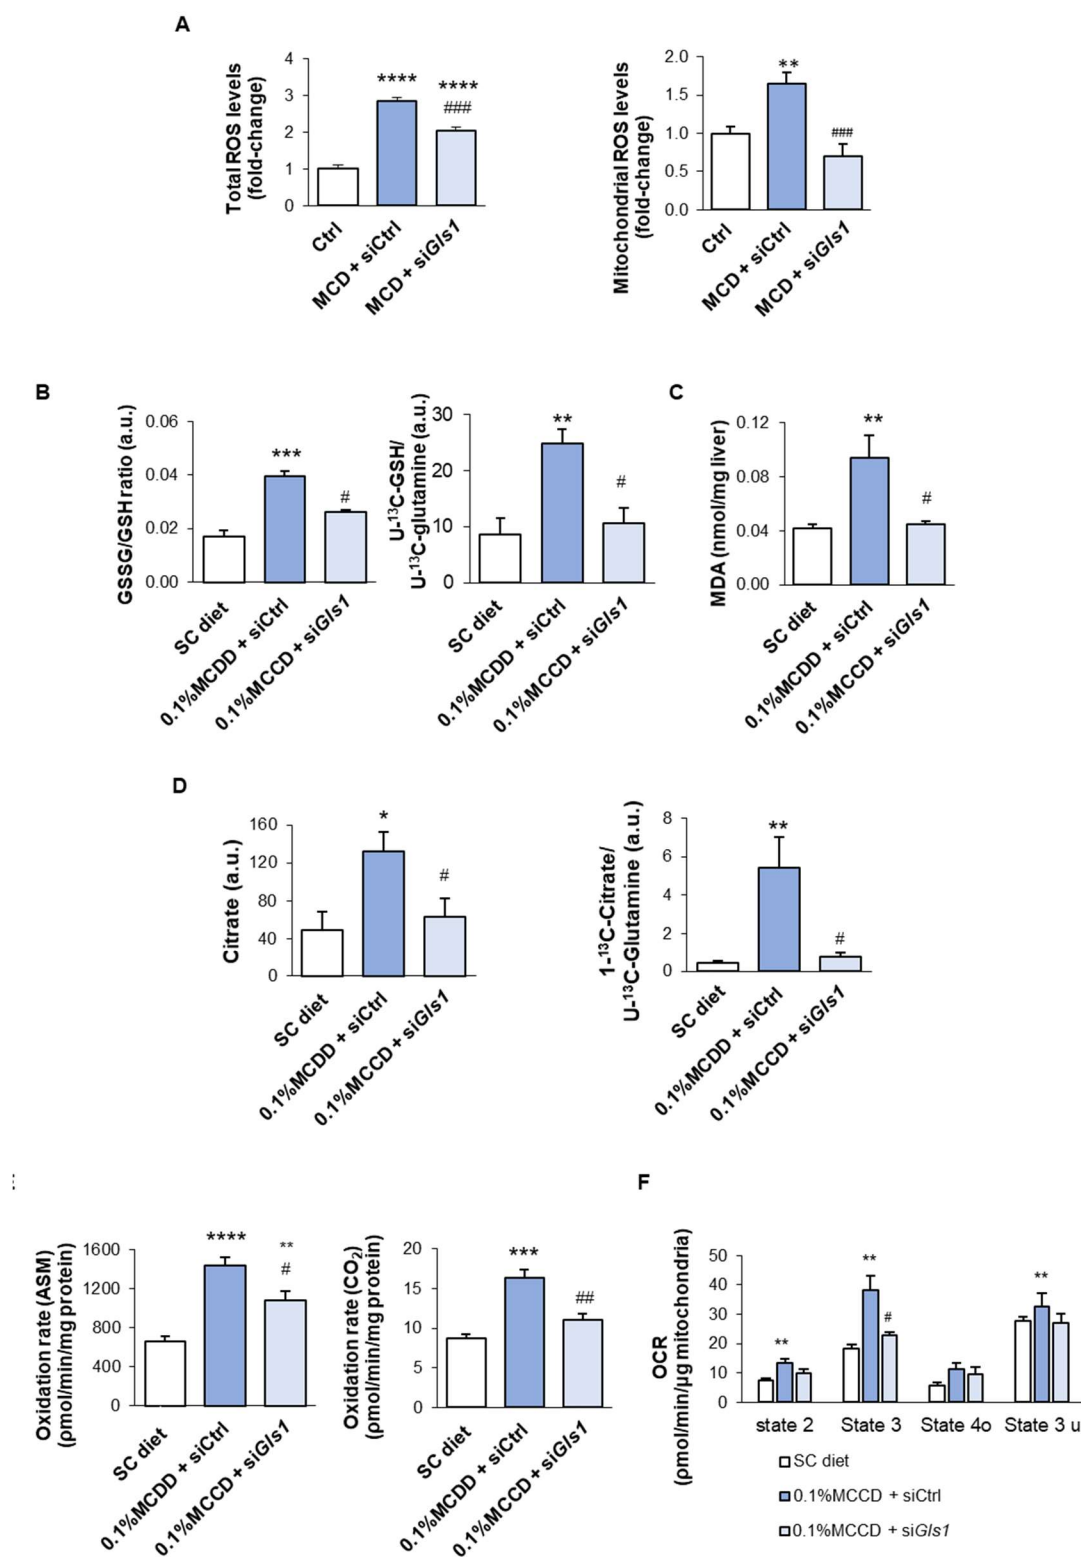 A
Total ROS levels
(fold-change)
4
3
2
1
0
****
****
###
Ctrl
MCD + siCtrl
MCD + siGls1
Mitochondrial ROS levels
(fold-change)
2.0
1.5
1.0
0.5
0.0
**
###
Ctrl
MCD + siCtrl
MCD + siGls1
B
GSSG/GSH ratio (a.u.)
0.06
0.04
0.02
0.00
***
#
SC diet
0.1%MCDD + siCtrl
0.1%MCCD + siGls1
U-¹³C-GSH/
U-¹³C-glutamine (a.u.)
30
20
10
0
**
#
SC diet
0.1%MCDD + siCtrl
0.1%MCCD + siGls1
C
MDA (nmol/mg liver)
0.12
0.08
0.04
0.00
**
#
SC diet
0.1%MCDD + siCtrl
0.1%MCCD + siGls1
D
Citrate (a.u.)
160
120
80
40
0
*
#
SC diet
0.1%MCDD + siCtrl
0.1%MCCD + siGls1
1-¹³C-Citrate/
U-¹³C-Glutamine (a.u.)
8
6
4
2
0
**
#
SC diet
0.1%MCDD + siCtrl
0.1%MCCD + siGls1
Oxidation rate (ASM)
(ρmol/min/mg protein)
1600
1200
800
400
0
****
**
#
SC diet
0.1%MCDD + siCtrl
0.1%MCCD + siGls1
Oxidation rate (CO₂)
(ρmol/min/mg protein)
20
15
10
5
0
***
##
SC diet
0.1%MCDD + siCtrl
0.1%MCCD + siGls1
F
OCR
(ρmol/min/µg mitochondria)
50
40
30
20
10
0
**
**
#
**
state 2
State 3
State 4o
State 3 u
SC diet
0.1%MCCD + siCtrl
0.1%MCCD + siGls1